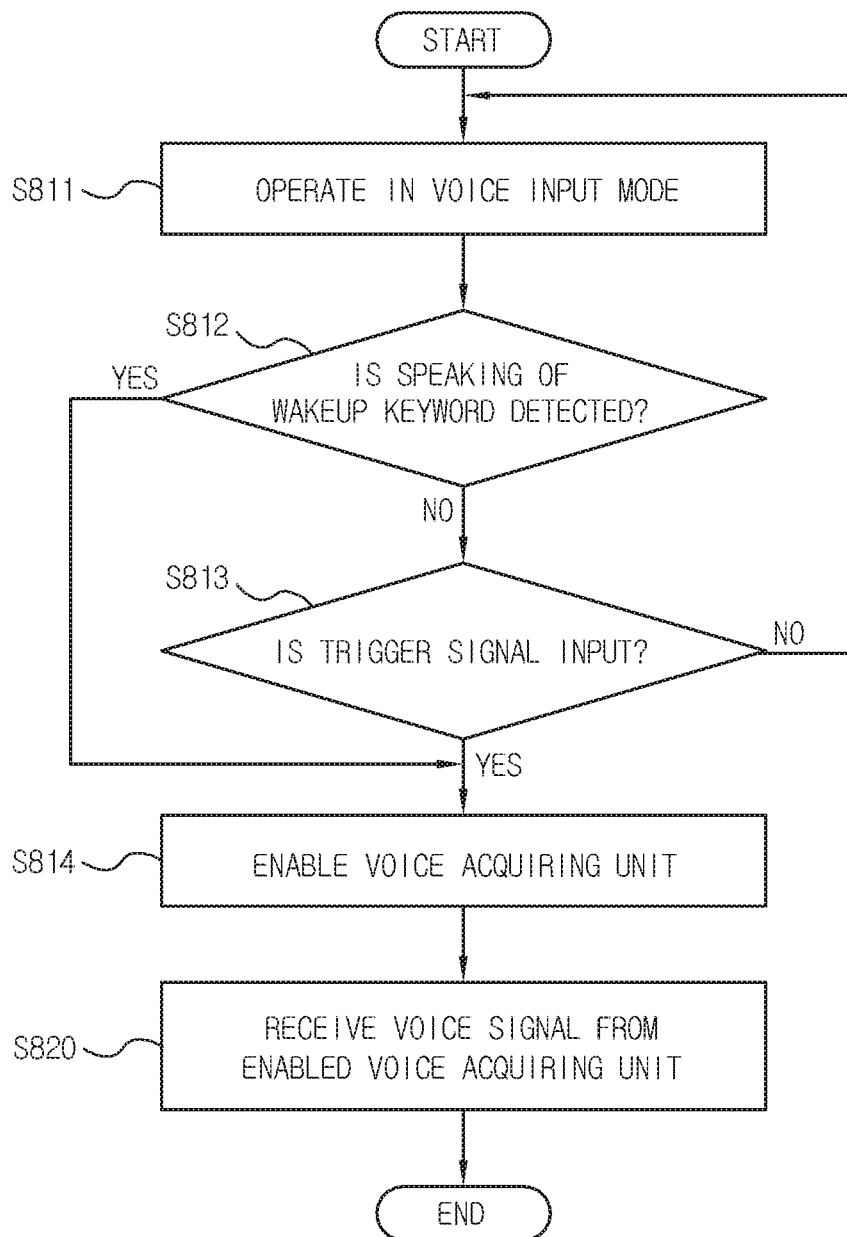 START
S811
OPERATE IN VOICE INPUT MODE
S812
YES
IS SPEAKING OF
WAKEUP KEYWORD DETECTED?
NO
S813
IS TRIGGER SIGNAL INPUT?
NO
YES
S814
ENABLE VOICE ACQUIRING UNIT
S820
RECEIVE VOICE SIGNAL FROM
ENABLED VOICE ACQUIRING UNIT
END